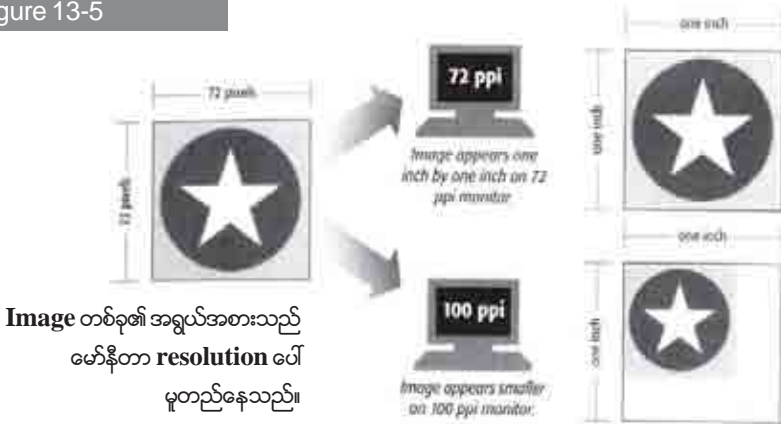 gure 13-5
72 pixels
72 pixels
72 ppi
Image appears one
inch by one inch on 72
ppi monitor
one inch
one inch
100 ppi
Image appears smaller
on 100 ppi monitor.
one inch
one inch
Image တစ်ခု၏ အရွယ်အစားသည်
မော်နီတာ resolution ပေါ်
မူတည်နေသည်။